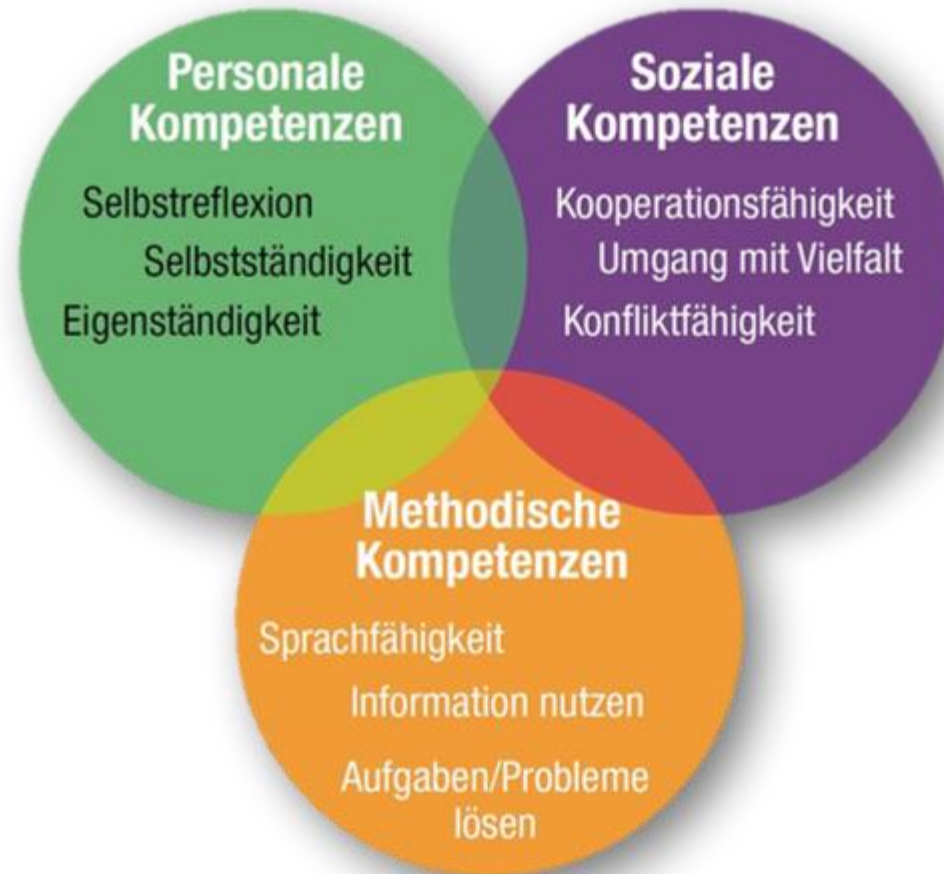 Personale
Kompetenzen
Selbstreflexion
Selbstständigkeit
Eigenständigkeit
Soziale
Kompetenzen
Kooperationsfähigkeit
Umgang mit Vielfalt
Konfliktfähigkeit
Methodische
Kompetenzen
Sprachfähigkeit
Information nutzen
Aufgaben/Probleme
lösen